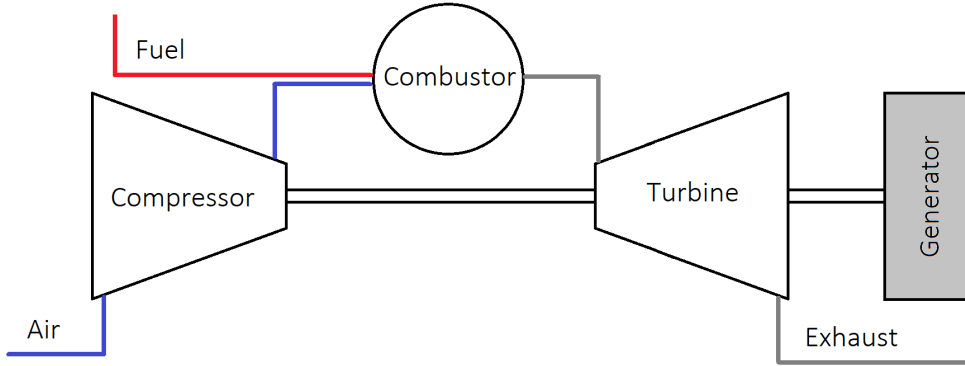 Fuel
Combustor
Compressor
Turbine
Generator
Air
Exhaust